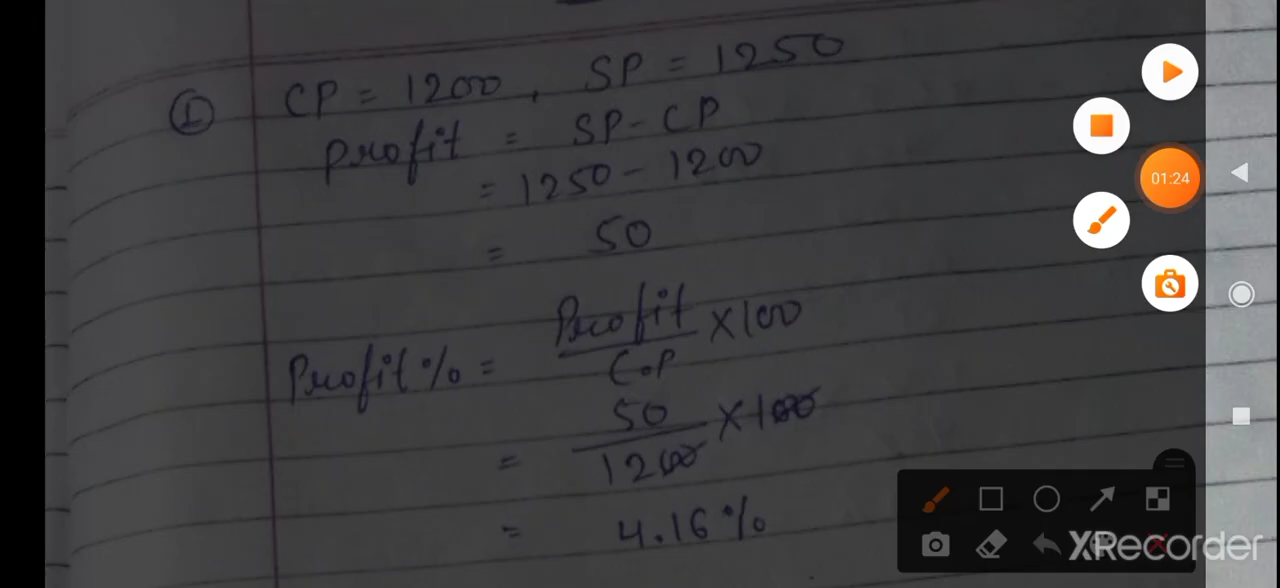 ① CP = 1200 , SP = 1250
Profit = SP - CP
= 1250 - 1200
= 50
Profit% = Profit/C.P × 100
= 50/1200 × 100
= 4.16%
01:24
XRecorder